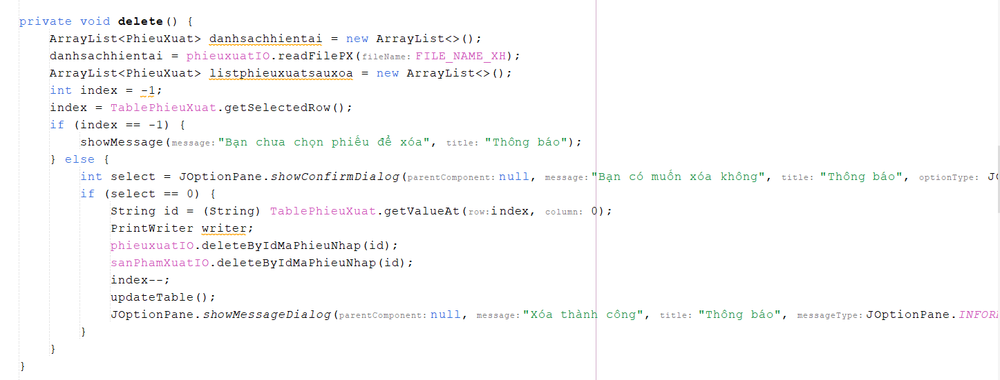 private void delete() {
    ArrayList<PhieuXuat> danhsachhientai = new ArrayList<>();
    danhsachhientai = phieuxuatIO.readFilePX(fileName: FILE_NAME_XH);
    ArrayList<PhieuXuat> listphieuxuatsauxoa = new ArrayList<>();
    int index = -1;
    index = TablePhieuXuat.getSelectedRow();
    if (index == -1) {
        showMessage(message: "Bạn chưa chọn phiếu để xóa", title: "Thông báo");
    } else {
        int select = JOptionPane.showConfirmDialog(parentComponent: null, message: "Bạn có muốn xóa không", title: "Thông báo", optionType: JO
        if (select == 0) {
            String id = (String) TablePhieuXuat.getValueAt(row: index, column: 0);
            PrintWriter writer;
            phieuxuatIO.deleteByIdMaPhieuNhap(id);
            sanPhamXuatIO.deleteByIdMaPhieuNhap(id);
            index--;
            updateTable();
            JOptionPane.showMessageDialog(parentComponent: null, message: "Xóa thành công", title: "Thông báo", messageType: JOptionPane.INFOR
        }
    }
}